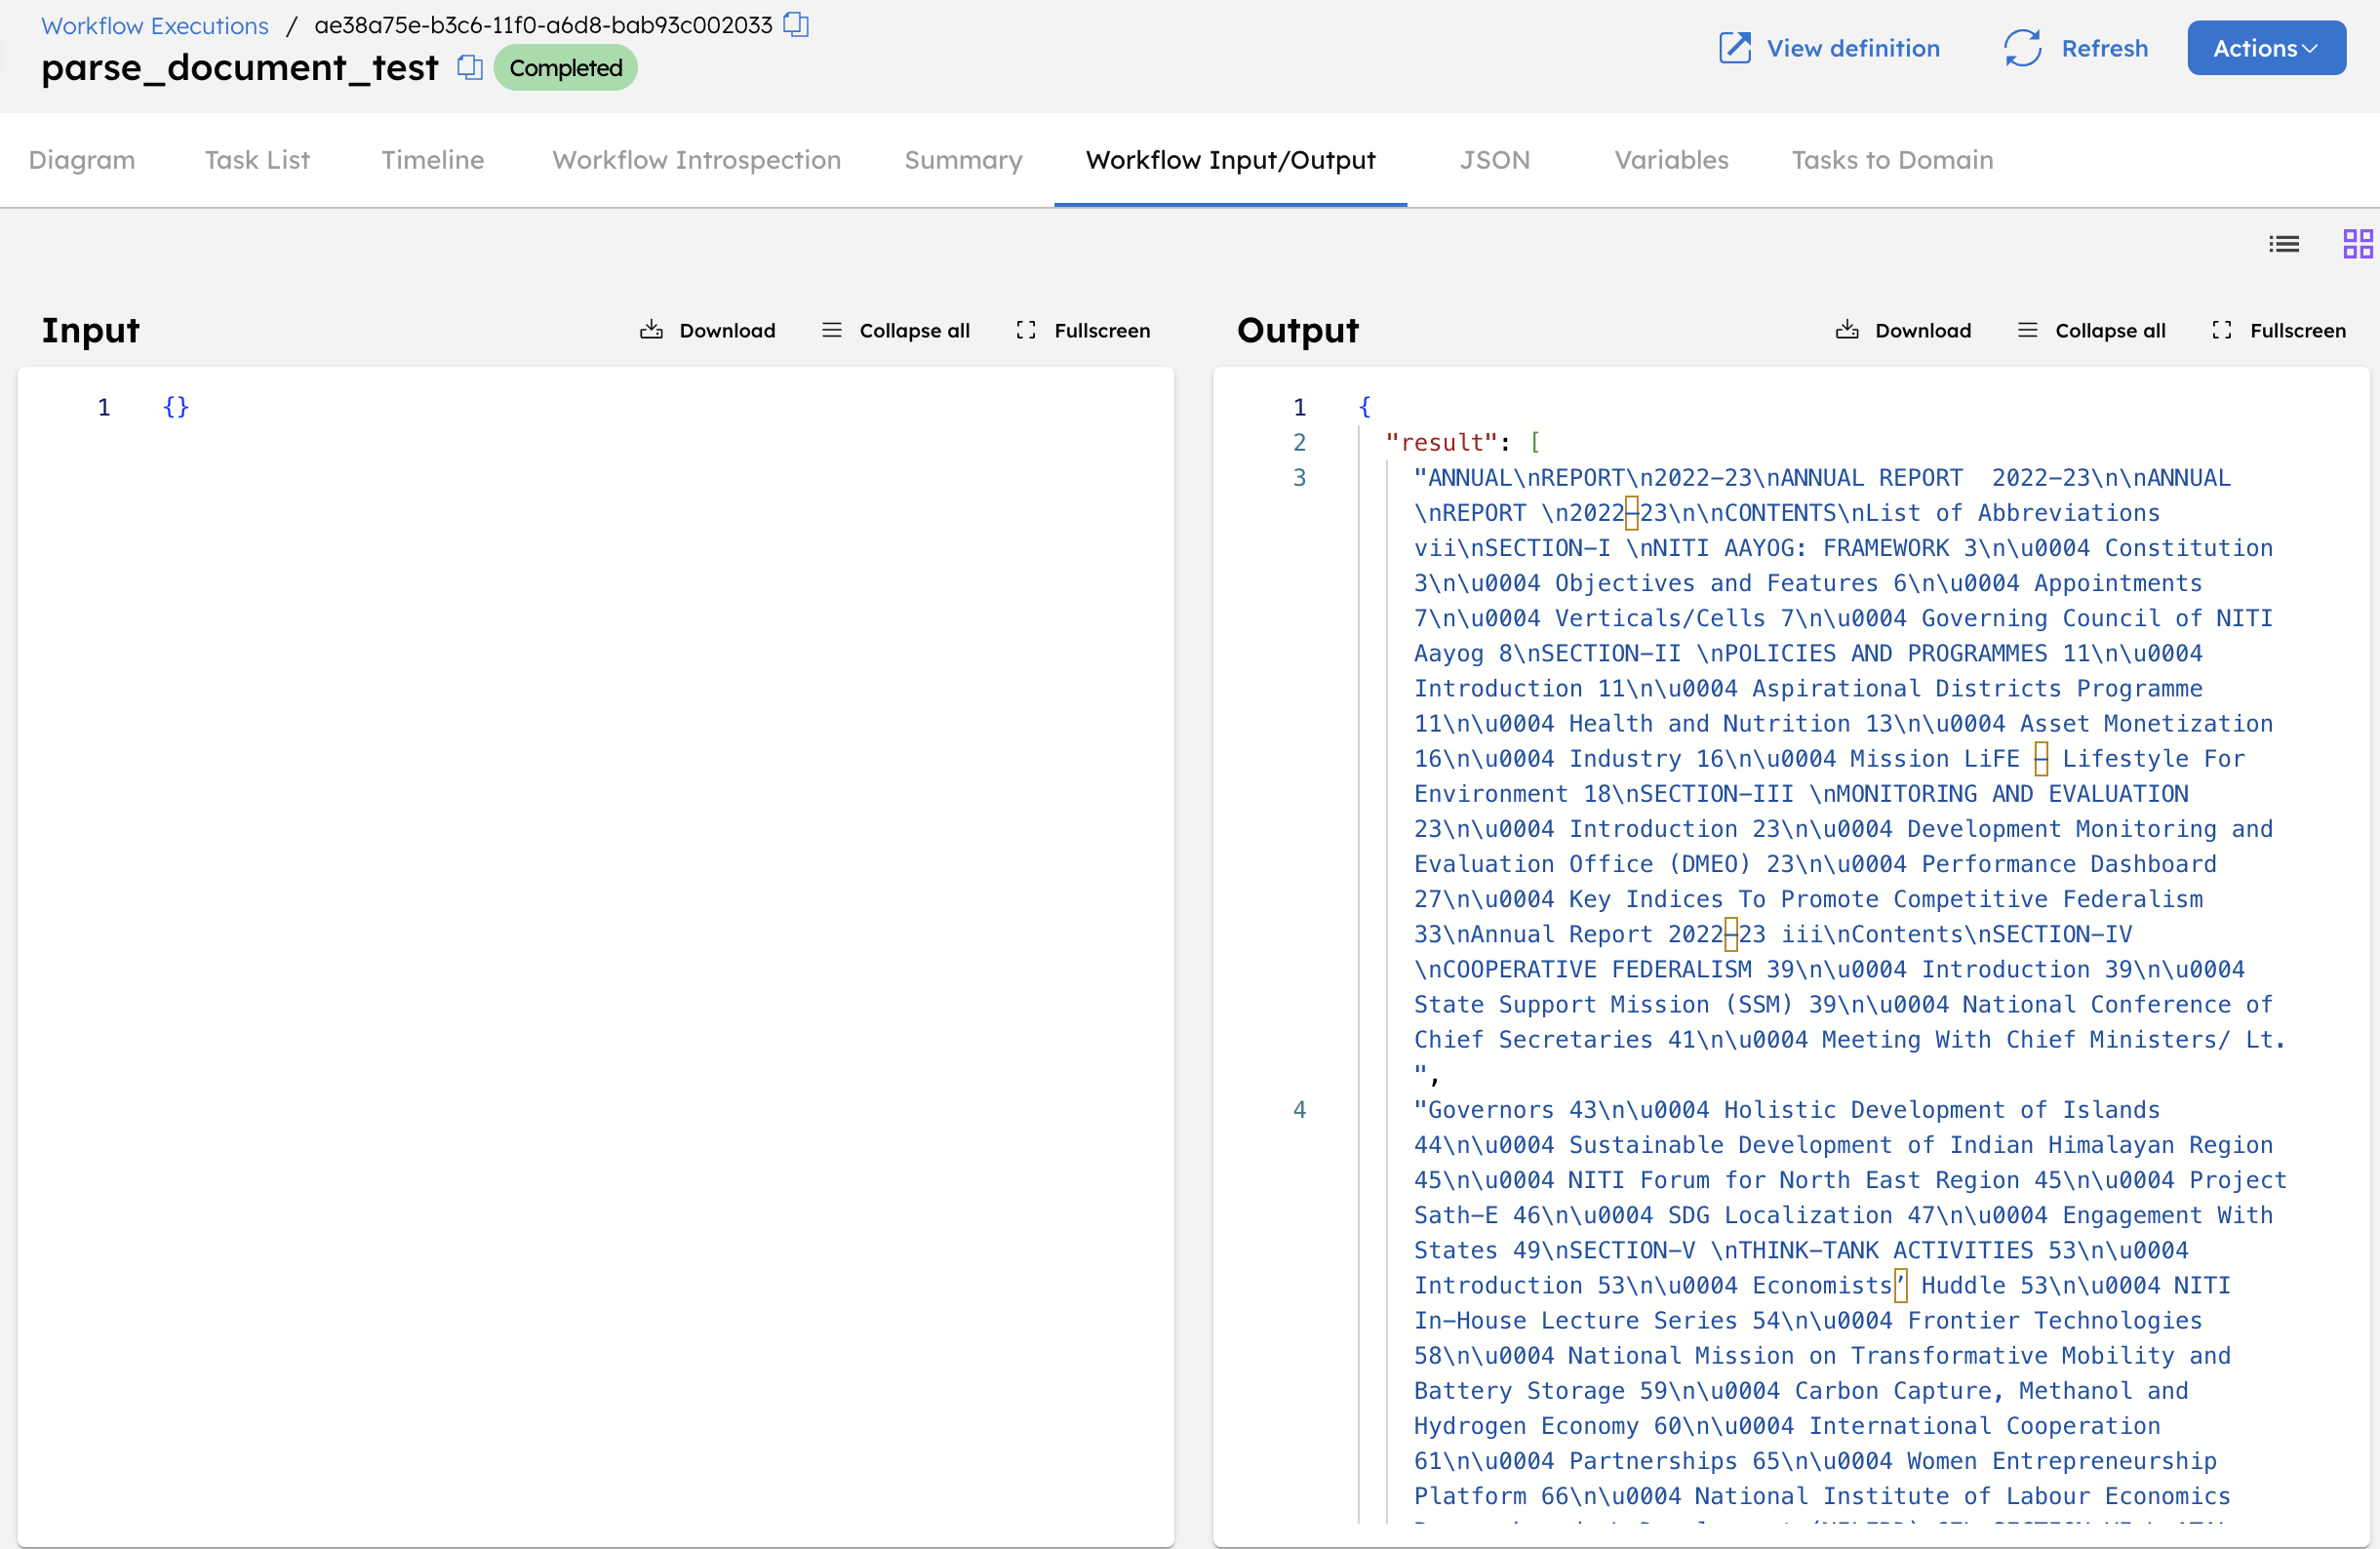 Workflow Executions / ae38a75e-b3c6-11f0-a6d8-bab93c002033
parse_document_test Completed
View definition Refresh Actions
Diagram Task List Timeline Workflow Introspection Summary Workflow Input/Output JSON Variables Tasks to Domain
Input Download Collapse all Fullscreen
1 {}
Output Download Collapse all Fullscreen
1 {
2 "result": [
3 "ANNUAL\nREPORT\n2022-23\nANNUAL REPORT  2022-23\n\nANNUAL
\nREPORT \n2022–23\n\nCONTENTS\nList of Abbreviations
vii\nSECTION-I \nNITI AAYOG: FRAMEWORK 3\n\u0004 Constitution
3\n\u0004 Objectives and Features 6\n\u0004 Appointments
7\n\u0004 Verticals/Cells 7\n\u0004 Governing Council of NITI
Aayog 8\nSECTION-II \nPOLICIES AND PROGRAMMES 11\n\u0004
Introduction 11\n\u0004 Aspirational Districts Programme
11\n\u0004 Health and Nutrition 13\n\u0004 Asset Monetization
16\n\u0004 Industry 16\n\u0004 Mission LiFE – Lifestyle For
Environment 18\nSECTION-III \nMONITORING AND EVALUATION
23\n\u0004 Introduction 23\n\u0004 Development Monitoring and
Evaluation Office (DMEO) 23\n\u0004 Performance Dashboard
27\n\u0004 Key Indices To Promote Competitive Federalism
33\nAnnual Report 2022–23 iii\nContents\nSECTION-IV
\nCOOPERATIVE FEDERALISM 39\n\u0004 Introduction 39\n\u0004
State Support Mission (SSM) 39\n\u0004 National Conference of
Chief Secretaries 41\n\u0004 Meeting With Chief Ministers/ Lt.
",
4 "Governors 43\n\u0004 Holistic Development of Islands
44\n\u0004 Sustainable Development of Indian Himalayan Region
45\n\u0004 NITI Forum for North East Region 45\n\u0004 Project
Sath-E 46\n\u0004 SDG Localization 47\n\u0004 Engagement With
States 49\nSECTION-V \nTHINK-TANK ACTIVITIES 53\n\u0004
Introduction 53\n\u0004 Economists’ Huddle 53\n\u0004 NITI
In-House Lecture Series 54\n\u0004 Frontier Technologies
58\n\u0004 National Mission on Transformative Mobility and
Battery Storage 59\n\u0004 Carbon Capture, Methanol and
Hydrogen Economy 60\n\u0004 International Cooperation
61\n\u0004 Partnerships 65\n\u0004 Women Entrepreneurship
Platform 66\n\u0004 National Institute of Labour Economics